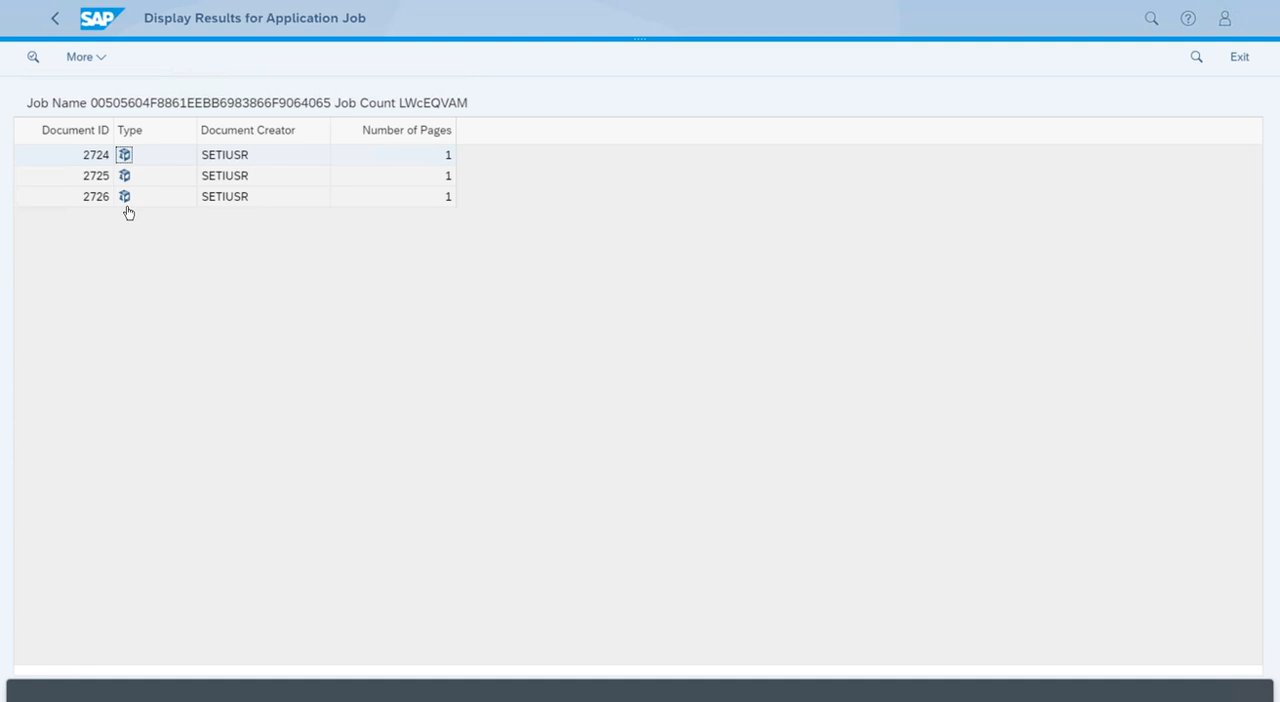 SAP Display Results for Application Job
More Exit
Job Name 00505604F8861EEBB6983866F9064065 Job Count LWcEQVAM
Document ID Type Document Creator Number of Pages
2724 SETIUSR 1
2725 SETIUSR 1
2726 SETIUSR 1